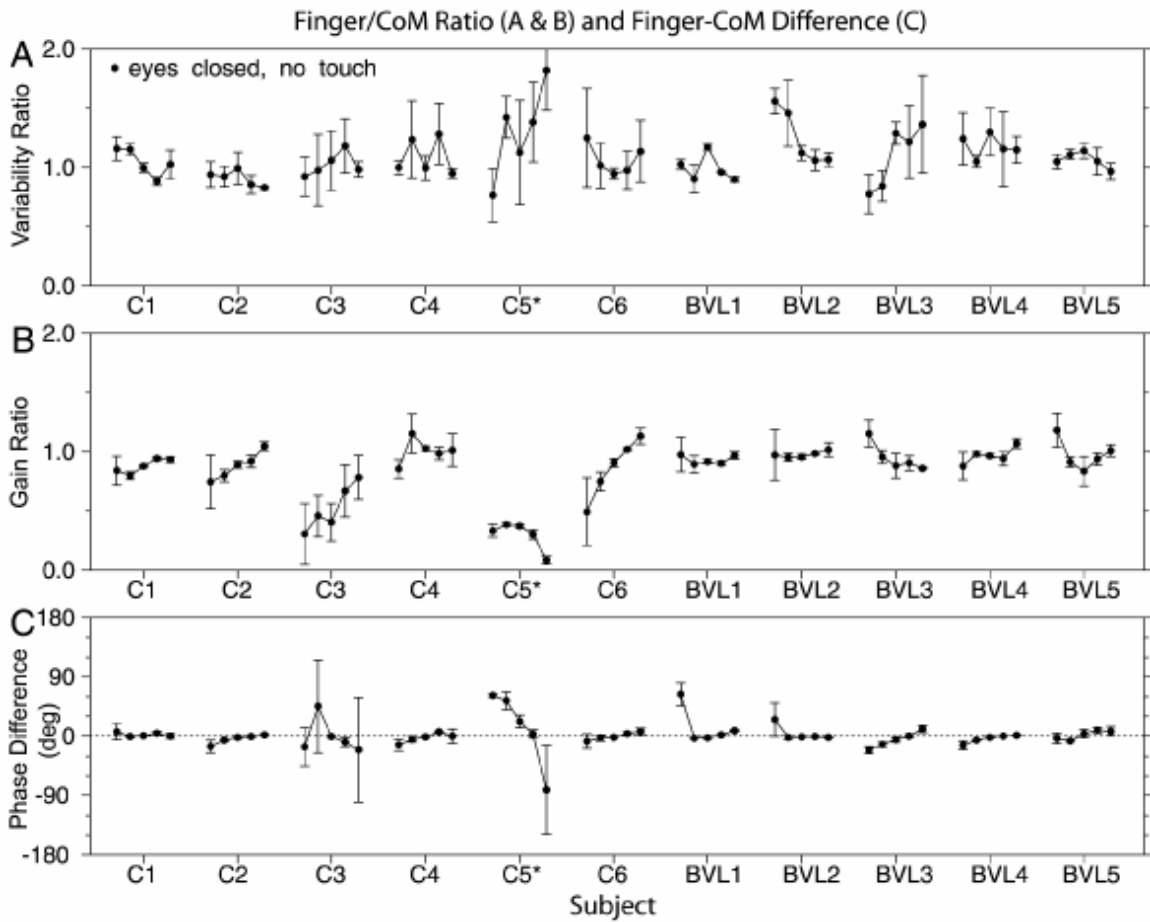 Finger/CoM Ratio (A & B) and Finger-CoM Difference (C)
A
2.0
eyes closed, no touch
Variability Ratio
1.0
0.0
C1 C2 C3 C4 C5* C6 BVL1 BVL2 BVL3 BVL4 BVL5
B
2.0
Gain Ratio
1.0
0.0
C1 C2 C3 C4 C5* C6 BVL1 BVL2 BVL3 BVL4 BVL5
C
180
Phase Difference
(deg)
90
0
-90
-180
C1 C2 C3 C4 C5* C6 BVL1 BVL2 BVL3 BVL4 BVL5
Subject